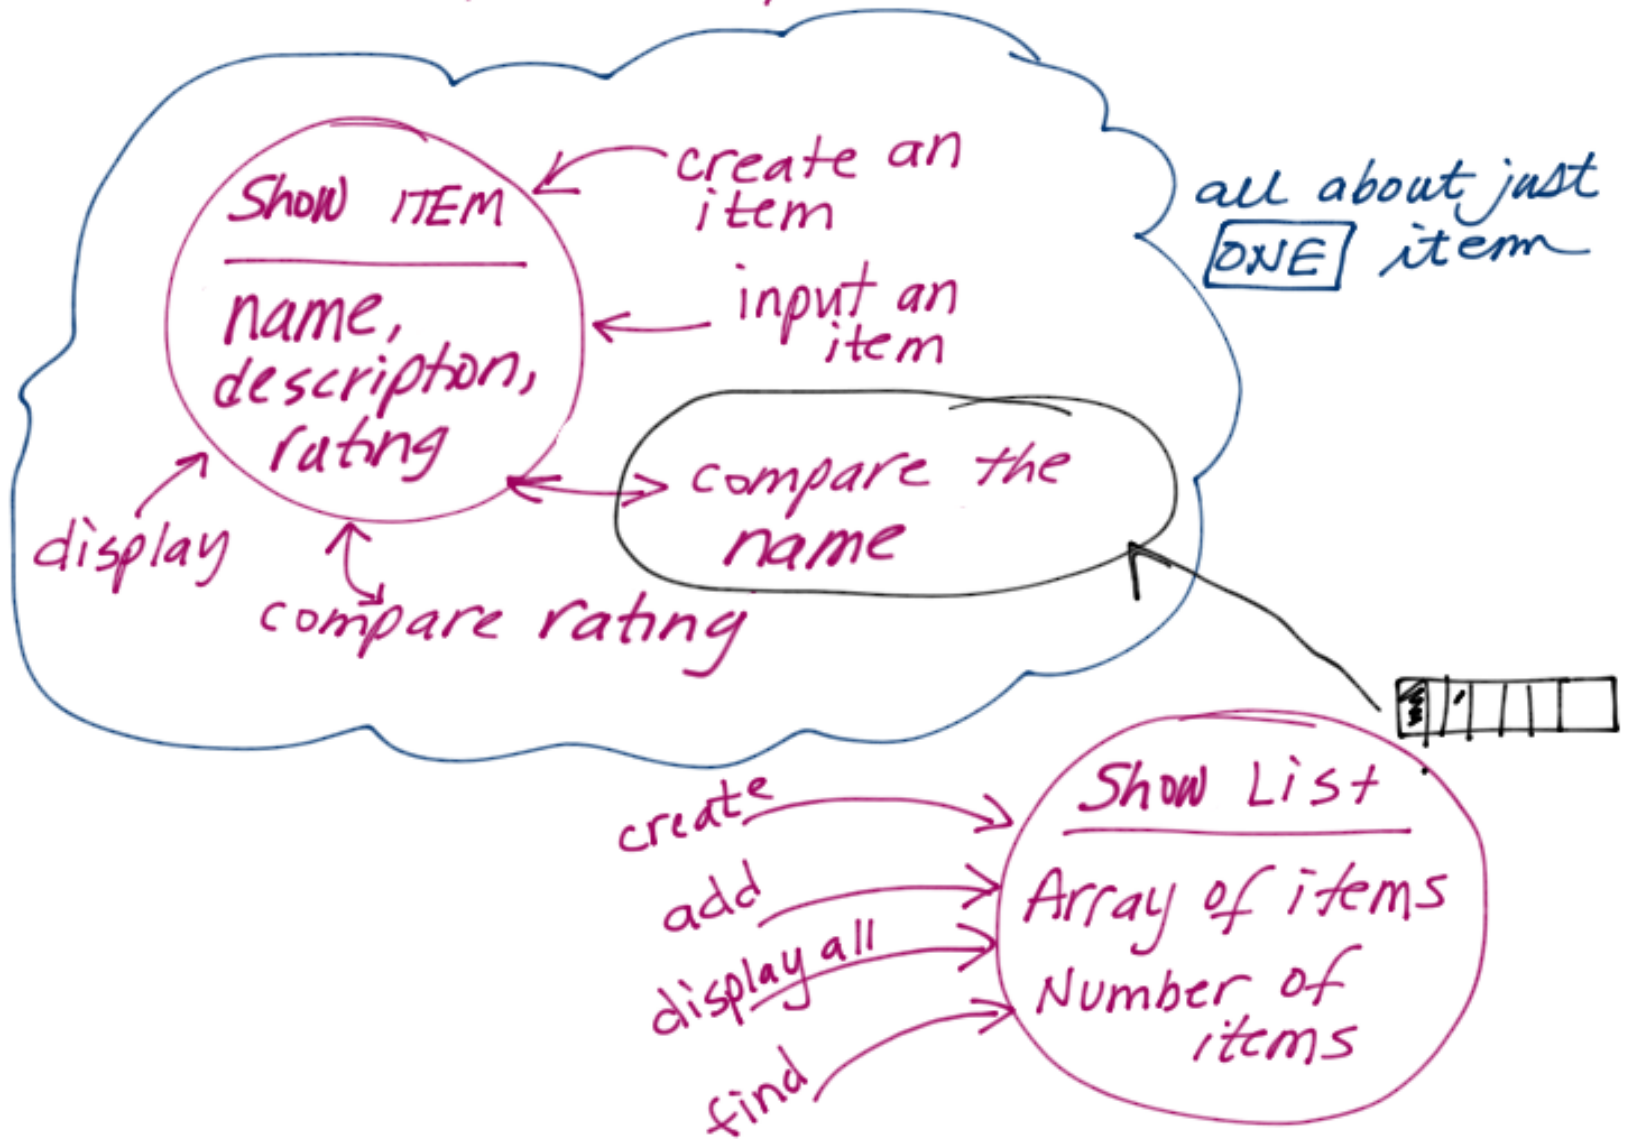 Show ITEM
name,
description,
rating
create an
item
input an
item
compare the
name
display
compare rating
all about just
ONE item
Show List
Array of items
Number of
items
create
add
display all
find